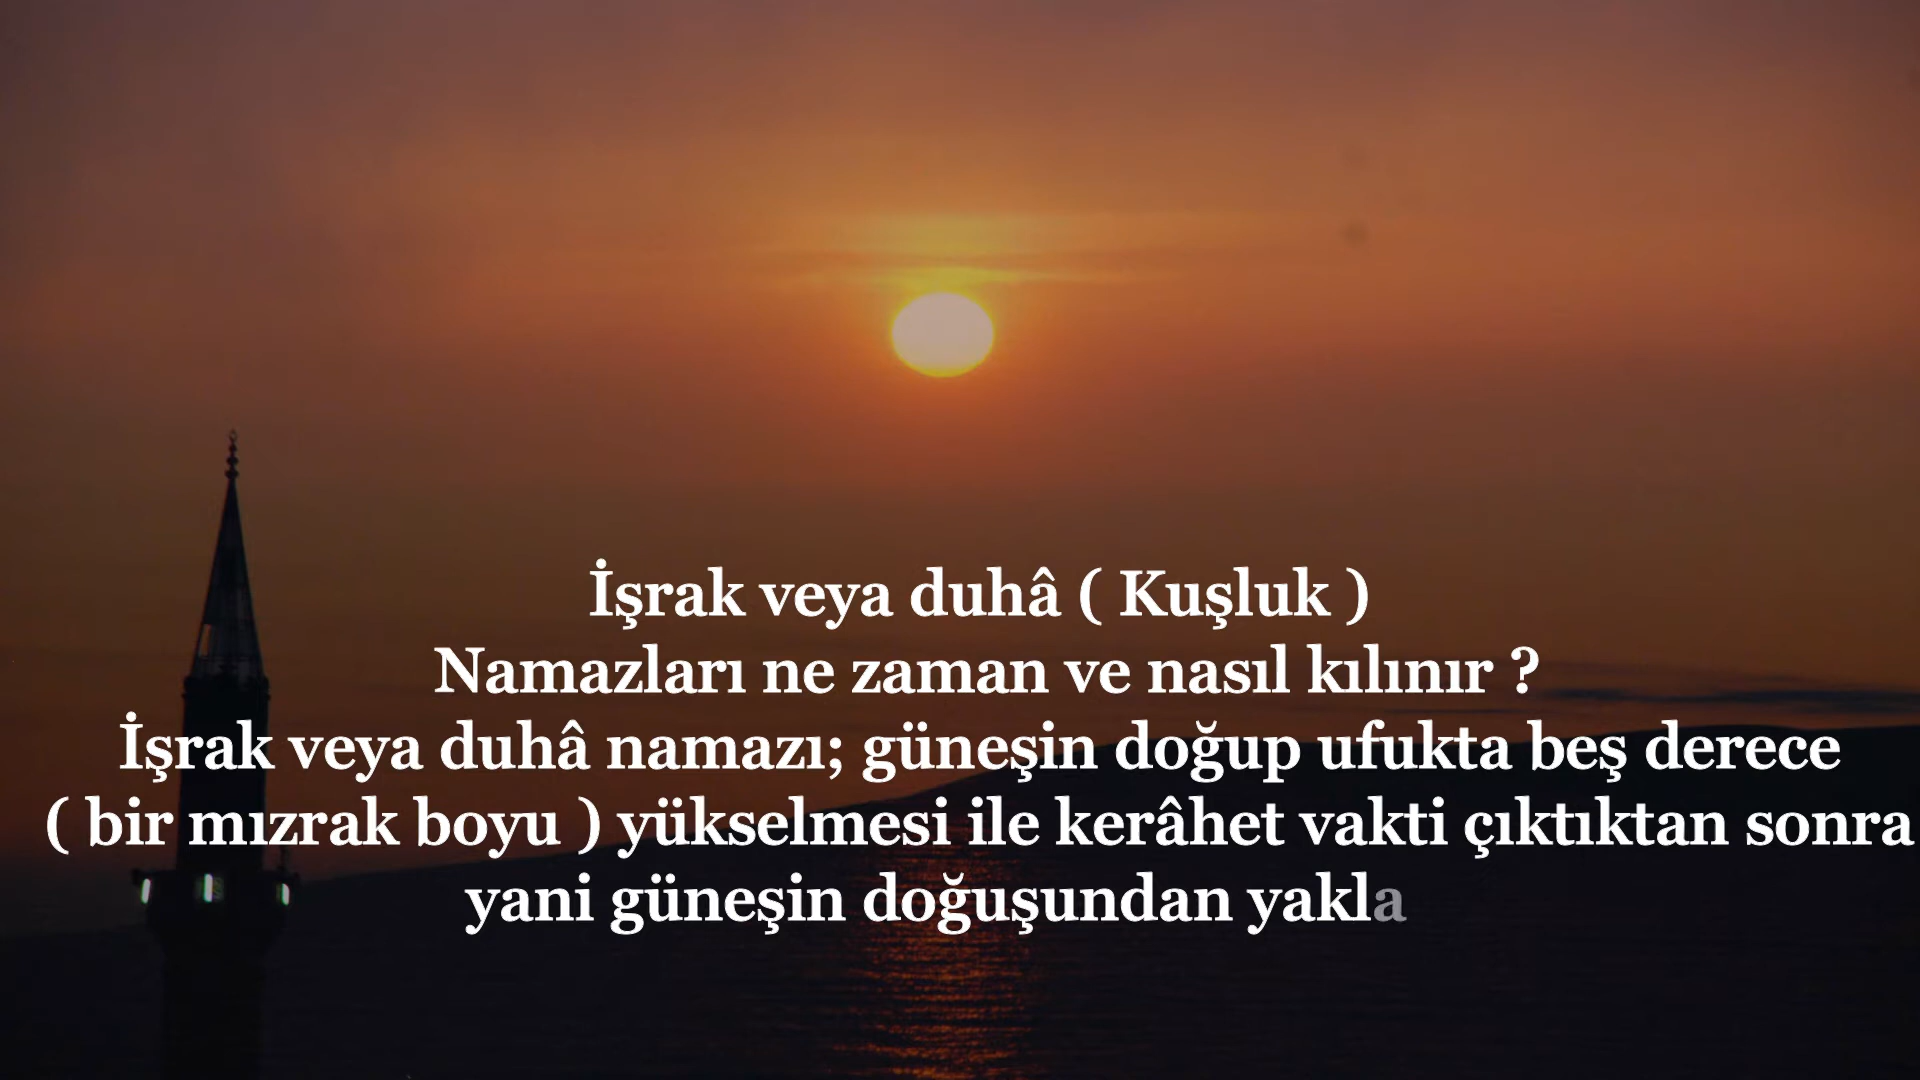 İşrak veya duhâ ( Kuşluk )
Namazları ne zaman ve nasıl kılınır ?
İşrak veya duhâ namazı; güneşin doğup ufukta beş derece
( bir mızrak boyu ) yükselmesi ile kerâhet vakti çıktıktan sonra
yani güneşin doğuşundan yakla